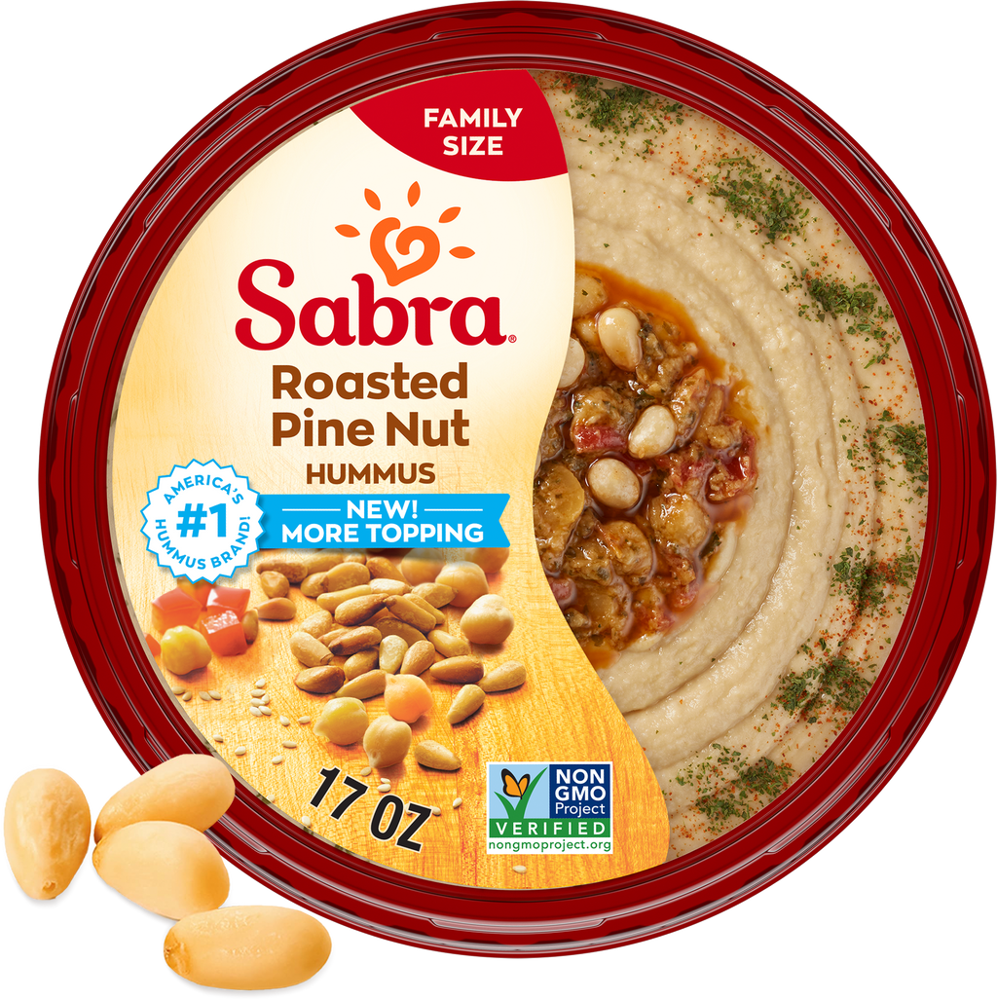 FAMILY
SIZE
Sabra®
Roasted
Pine Nut
HUMMUS
AMERICA'S
#1
HUMMUS BRAND!
NEW!
MORE TOPPING
17 OZ
NON
GMO
Project
VERIFIED
nongmoproject.org